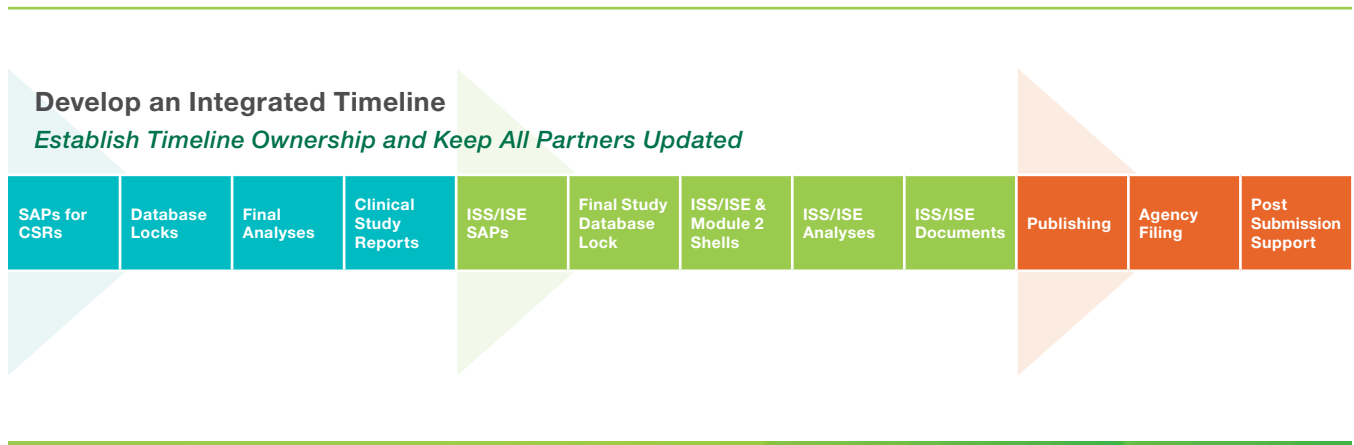 Develop an Integrated Timeline
Establish Timeline Ownership and Keep All Partners Updated
SAPs for
CSRs
Database
Locks
Final
Analyses
Clinical
Study
Reports
ISS/ISE
SAPs
Final Study
Database
Lock
ISS/ISE &
Module 2
Shells
ISS/ISE
Analyses
ISS/ISE
Documents
Publishing
Agency
Filing
Post
Submission
Support